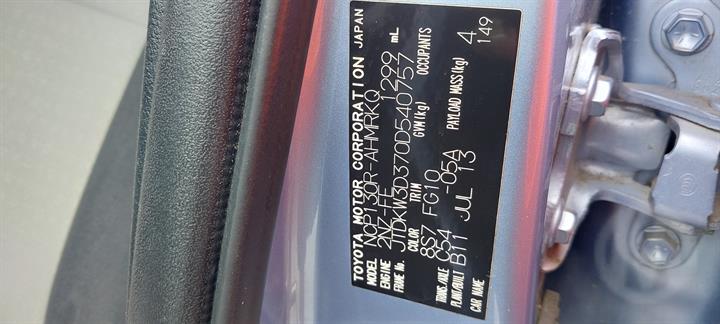 TOYOTA MOTOR CORPORATION JAPAN
MODEL NCP130R-AHMRKQ
ENGINE 2NZ-FE 1299 mL
FRAME No. JTDKW3D370D540757
COLOR TRIM GVM(kg) OCCUPANTS
8S7 FG10 4
TRANS/AXLE C54 -05A PAYLOAD MASS(kg) 149
PLANT/BUILT B11 JUL 13
CAR NAME